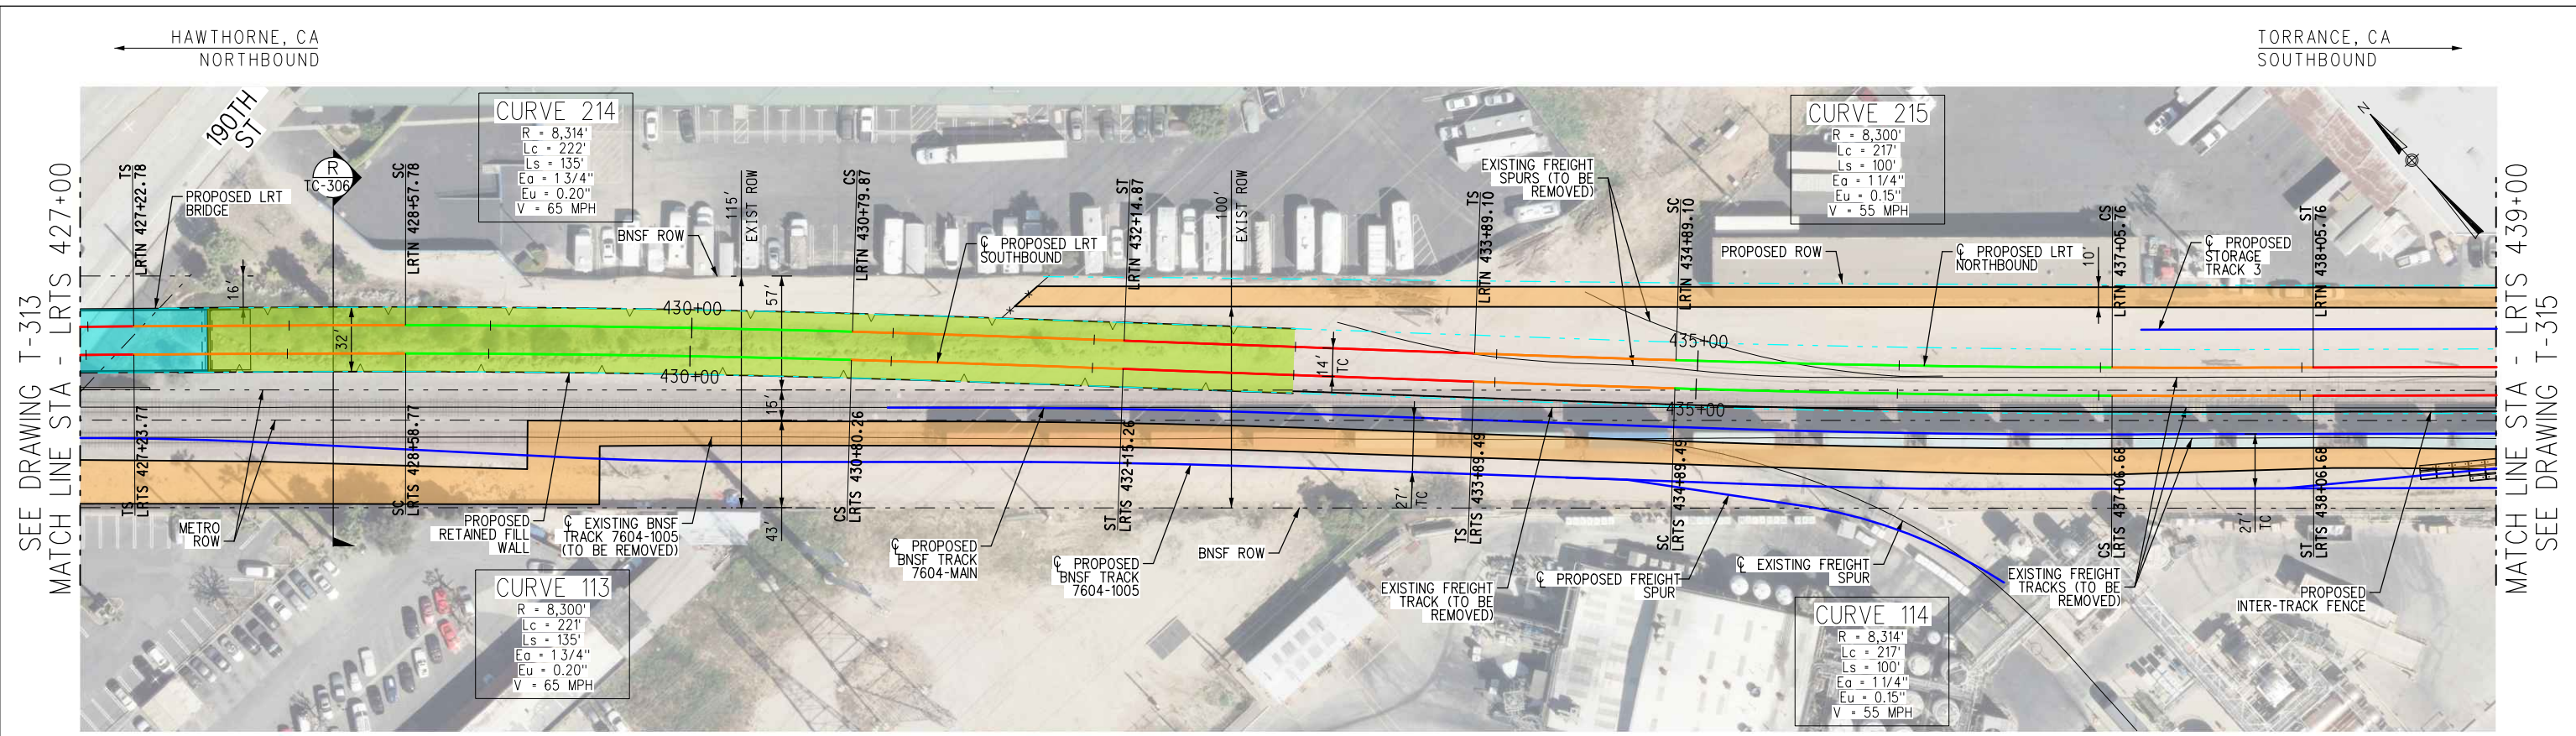 HAWTHORNE, CA
NORTHBOUND
TORRANCE, CA
SOUTHBOUND
SEE DRAWING T-313
MATCH LINE STA - LRTS 427+00
190TH
ST
R
TC-306
PROPOSED LRT
BRIDGE
TS
LRTN 427+22.78
SC
LRTN 428+57.78
CURVE 214
R = 8,314'
Lc = 222'
Ls = 135'
Ea = 1 3/4"
Eu = 0.20"
V = 65 MPH
BNSF ROW
115'
EXIST ROW
CS
LRTN 430+79.87
℄ PROPOSED LRT
SOUTHBOUND
ST
LRTN 432+14.87
100'
EXIST ROW
EXISTING FREIGHT
SPURS (TO BE
REMOVED)
TS
LRTN 433+89.10
SC
LRTN 434+89.10
CURVE 215
R = 8,300'
Lc = 217'
Ls = 100'
Ea = 1 1/4"
Eu = 0.15"
V = 55 MPH
PROPOSED ROW
℄ PROPOSED LRT
NORTHBOUND
10'
CS
LRTN 437+05.76
℄ PROPOSED
STORAGE
TRACK 3
ST
LRTN 438+05.76
N
16'
32'
57'
430+00
430+00
15'
14'
TC
435+00
435+00
TS
LRTS 427+23.77
METRO
ROW
SC
LRTS 428+58.77
PROPOSED
RETAINED FILL
WALL
℄ EXISTING BNSF
TRACK 7604-1005
(TO BE REMOVED)
43'
CS
LRTS 430+80.26
℄ PROPOSED
BNSF TRACK
7604-MAIN
℄ PROPOSED
BNSF TRACK
7604-1005
ST
LRTS 432+15.26
BNSF ROW
27'
TC
EXISTING FREIGHT
TRACK (TO BE
REMOVED)
TS
LRTS 433+89.49
℄ PROPOSED FREIGHT
SPUR
SC
LRTS 434+89.49
℄ EXISTING FREIGHT
SPUR
EXISTING FREIGHT
TRACKS (TO BE
REMOVED)
CS
LRTS 437+06.68
27'
TC
ST
LRTS 438+06.68
PROPOSED
INTER-TRACK FENCE
CURVE 113
R = 8,300'
Lc = 221'
Ls = 135'
Ea = 1 3/4"
Eu = 0.20"
V = 65 MPH
CURVE 114
R = 8,314'
Lc = 217'
Ls = 100'
Ea = 1 1/4"
Eu = 0.15"
V = 55 MPH
MATCH LINE STA - LRTS 439+00
SEE DRAWING T-315